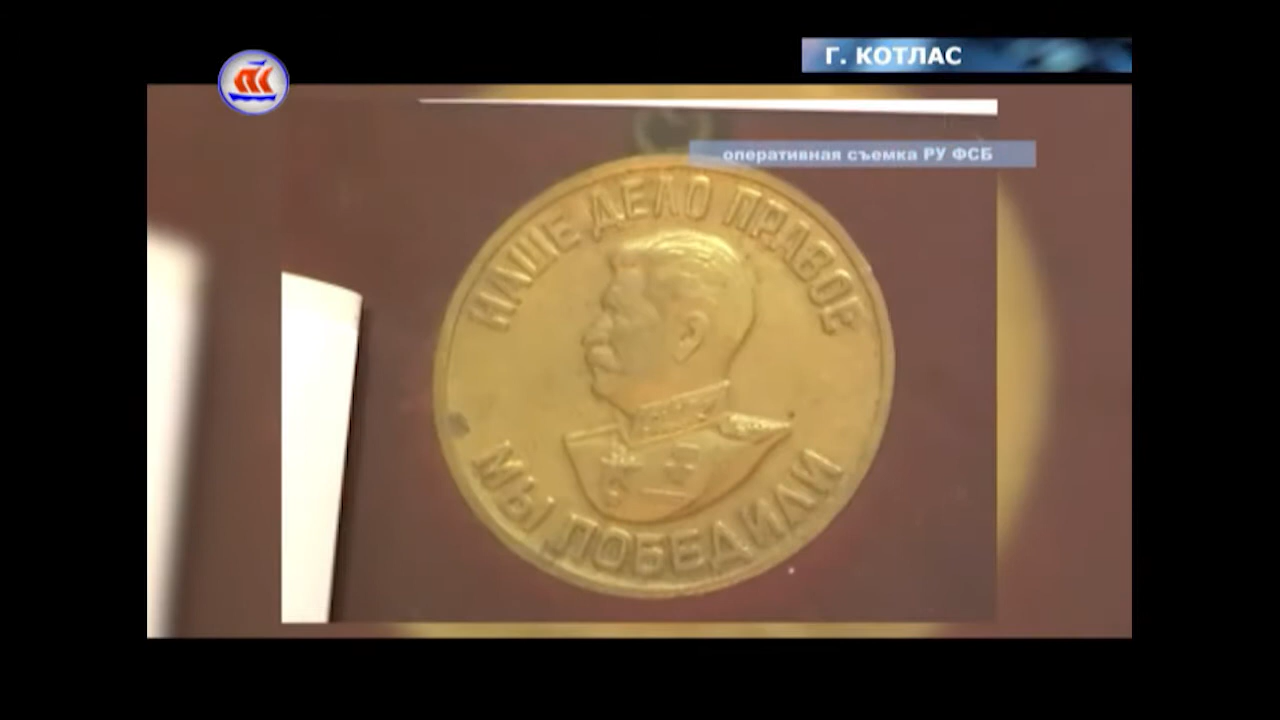 Г. КОТЛАС
оперативная съемка РУ ФСБ
НАШЕ ДЕЛО ПРАВОЕ
МЫ ПОБЕДИЛИ